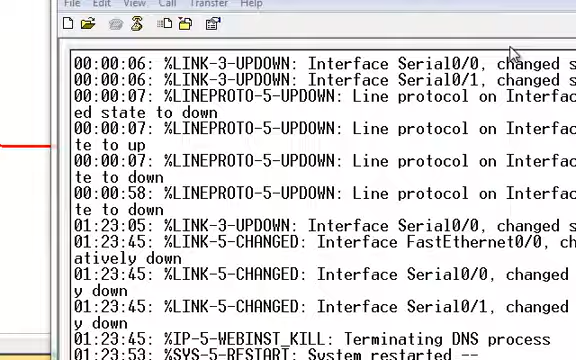 File Edit View Call Transfer Help
00:00:06: %LINK-3-UPDOWN: Interface Serial0/0, changed s
00:00:06: %LINK-3-UPDOWN: Interface Serial0/1, changed s
00:00:07: %LINEPROTO-5-UPDOWN: Line protocol on Interfac
ed state to down
00:00:07: %LINEPROTO-5-UPDOWN: Line protocol on Interfac
te to up
00:00:07: %LINEPROTO-5-UPDOWN: Line protocol on Interfac
te to down
00:00:58: %LINEPROTO-5-UPDOWN: Line protocol on Interfac
te to down
01:23:05: %LINK-3-UPDOWN: Interface Serial0/0, changed s
01:23:45: %LINK-5-CHANGED: Interface FastEthernet0/0, ch
atively down
01:23:45: %LINK-5-CHANGED: Interface Serial0/0, changed
y down
01:23:45: %LINK-5-CHANGED: Interface Serial0/1, changed
y down
01:23:45: %IP-5-WEBINST_KILL: Terminating DNS process
01:23:53: %SYS-5-RESTART: System restarted --